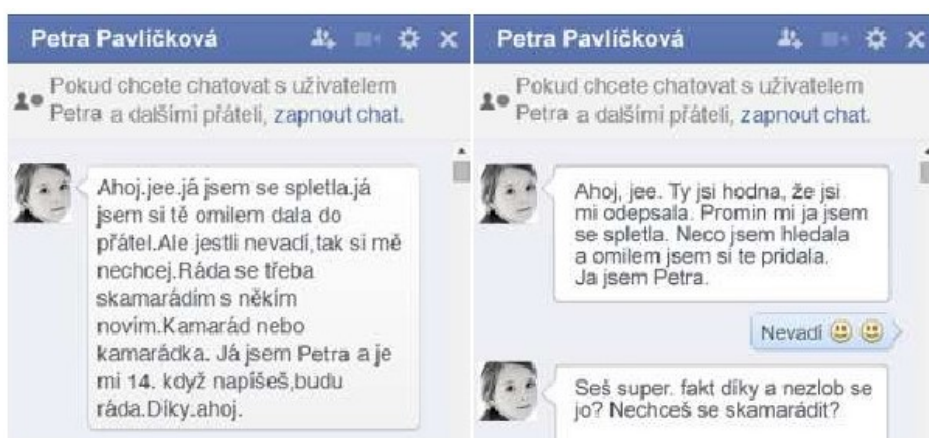 Petra Pavlíčková
Pokud chcete chatovat s uživatelem
Petra a dalšími přáteli, zapnout chat.
Ahoj.jee.já jsem se spletla.já
jsem si tě omilem dala do
přátel.Ale jestli nevadí,tak si mě
nechcej.Ráda se třeba
skamarádím s někím
novím.Kamarád nebo
kamarádka. Já jsem Petra a je
mi 14. když napíšeš,budu
ráda.Díky.ahoj.
Petra Pavlíčková
Pokud chcete chatovat s uživatelem
Petra a dalšími přáteli, zapnout chat.
Ahoj, jee. Ty jsi hodna, že jsi
mi odepsala. Promin mi ja jsem
se spletla. Neco jsem hledala
a omilem jsem si te pridala.
Ja jsem Petra.
Nevadí
Seš super. fakt díky a nezlob se
jo? Nechceš se skamarádit?